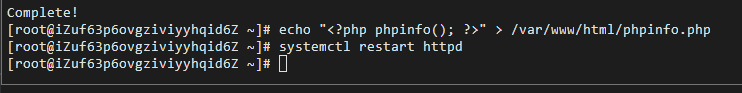 Complete!
[root@iZuf63p6ovgziviyyhqid6Z ~]# echo "<?php phpinfo(); ?>" > /var/www/html/phpinfo.php
[root@iZuf63p6ovgziviyyhqid6Z ~]# systemctl restart httpd
[root@iZuf63p6ovgziviyyhqid6Z ~]#